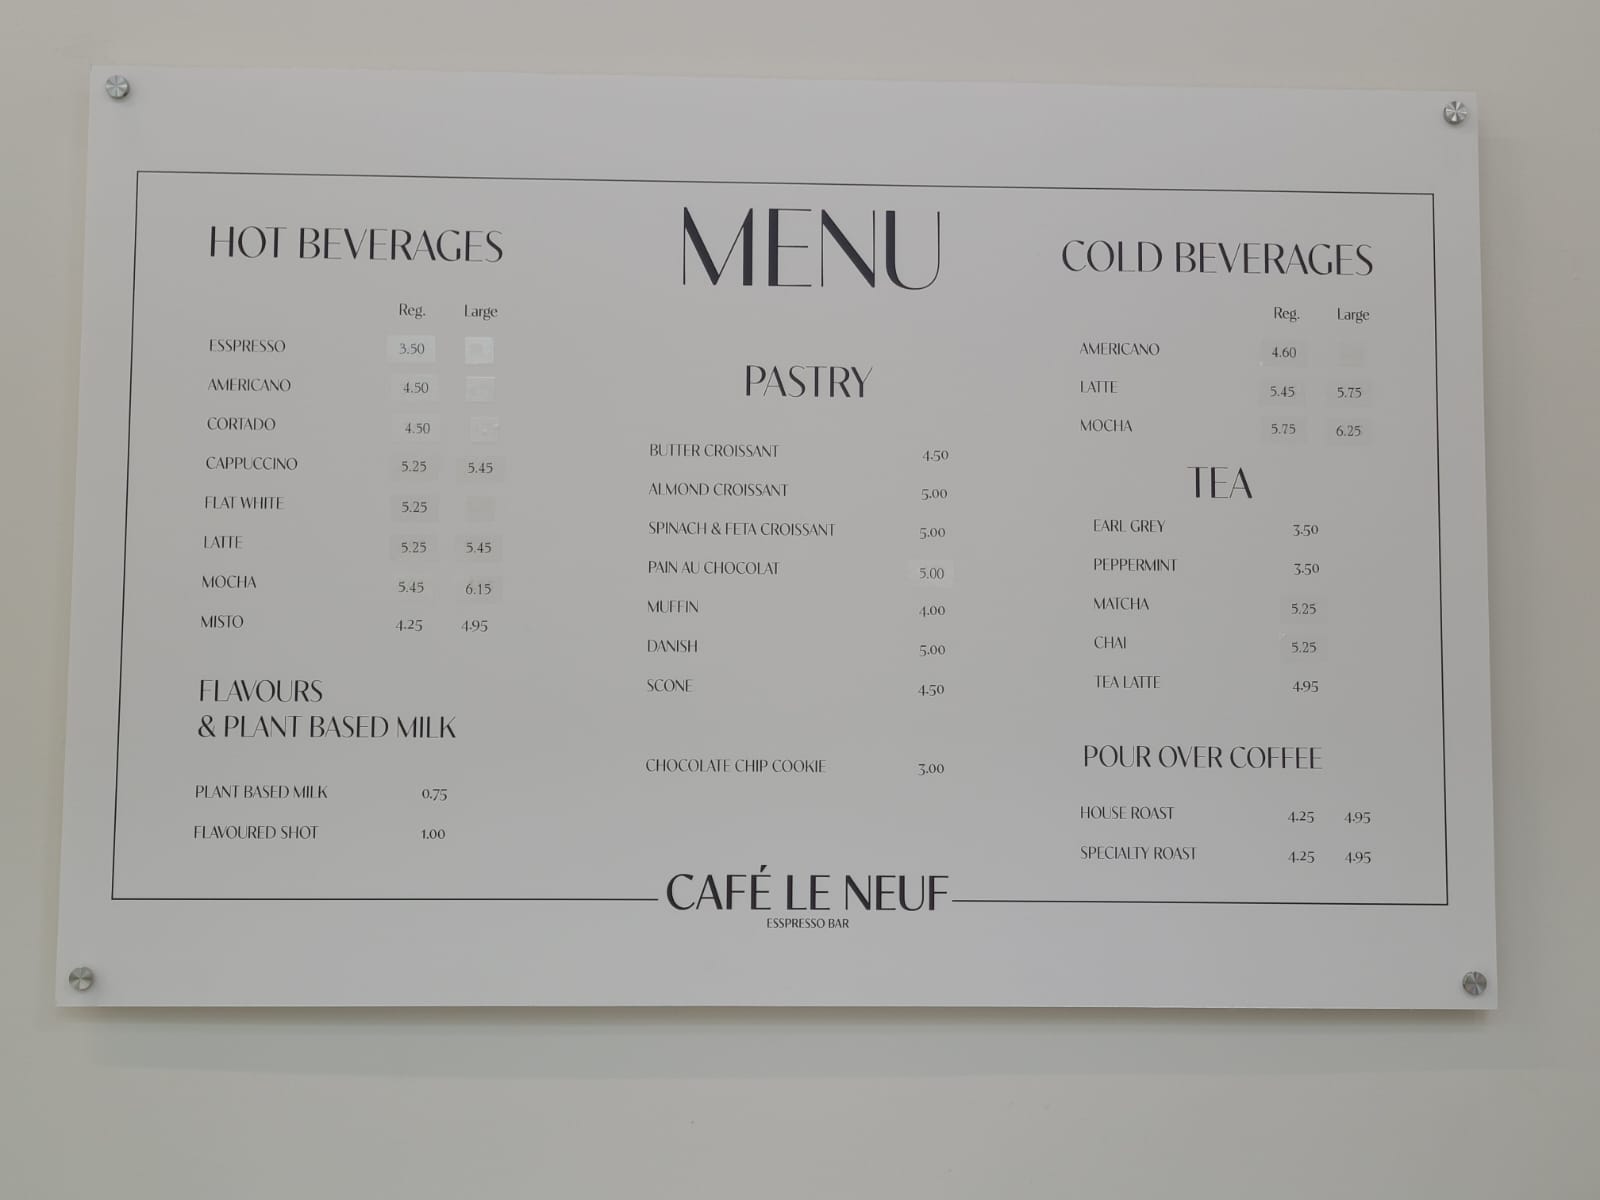 MENU
HOT BEVERAGES
Reg. Large
ESSPRESSO 3.50
AMERICANO 4.50
CORTADO 4.50
CAPPUCCINO 5.25 5.45
FLAT WHITE 5.25
LATTE 5.25 5.45
MOCHA 5.45 6.15
MISTO 4.25 4.95
FLAVOURS
& PLANT BASED MILK
PLANT BASED MILK 0.75
FLAVOURED SHOT 1.00
PASTRY
BUTTER CROISSANT 4.50
ALMOND CROISSANT 5.00
SPINACH & FETA CROISSANT 5.00
PAIN AU CHOCOLAT 5.00
MUFFIN 4.00
DANISH 5.00
SCONE 4.50
CHOCOLATE CHIP COOKIE 3.00
COLD BEVERAGES
Reg. Large
AMERICANO 4.60
LATTE 5.45 5.75
MOCHA 5.75 6.25
TEA
EARL GREY 3.50
PEPPERMINT 3.50
MATCHA 5.25
CHAI 5.25
TEA LATTE 4.95
POUR OVER COFFEE
HOUSE ROAST 4.25 4.95
SPECIALTY ROAST 4.25 4.95
CAFÉ LE NEUF
ESSPRESSO BAR